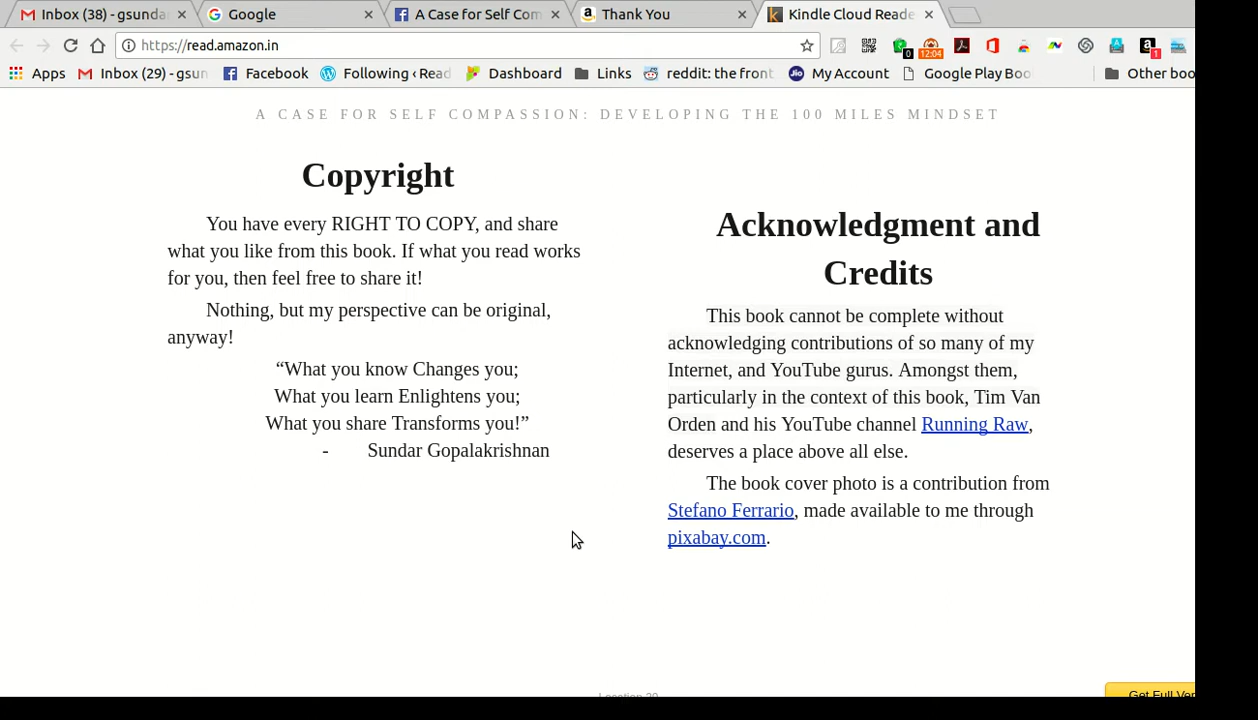 Inbox (38) - gsunda
Google
A Case for Self Com
Thank You
Kindle Cloud Reade
https://read.amazon.in
0
12:04
1
Apps
Inbox (29) - gsun
Facebook
Following ‹ Read
Dashboard
Links
reddit: the front
My Account
Google Play Boo
Other boo
A CASE FOR SELF COMPASSION: DEVELOPING THE 100 MILES MINDSET
Copyright
You have every RIGHT TO COPY, and share
what you like from this book. If what you read works
for you, then feel free to share it!
Nothing, but my perspective can be original,
anyway!
“What you know Changes you;
What you learn Enlightens you;
What you share Transforms you!”
- Sundar Gopalakrishnan
Acknowledgment and
Credits
This book cannot be complete without
acknowledging contributions of so many of my
Internet, and YouTube gurus. Amongst them,
particularly in the context of this book, Tim Van
Orden and his YouTube channel Running Raw,
deserves a place above all else.
The book cover photo is a contribution from
Stefano Ferrario, made available to me through
pixabay.com.
Get Full Ver